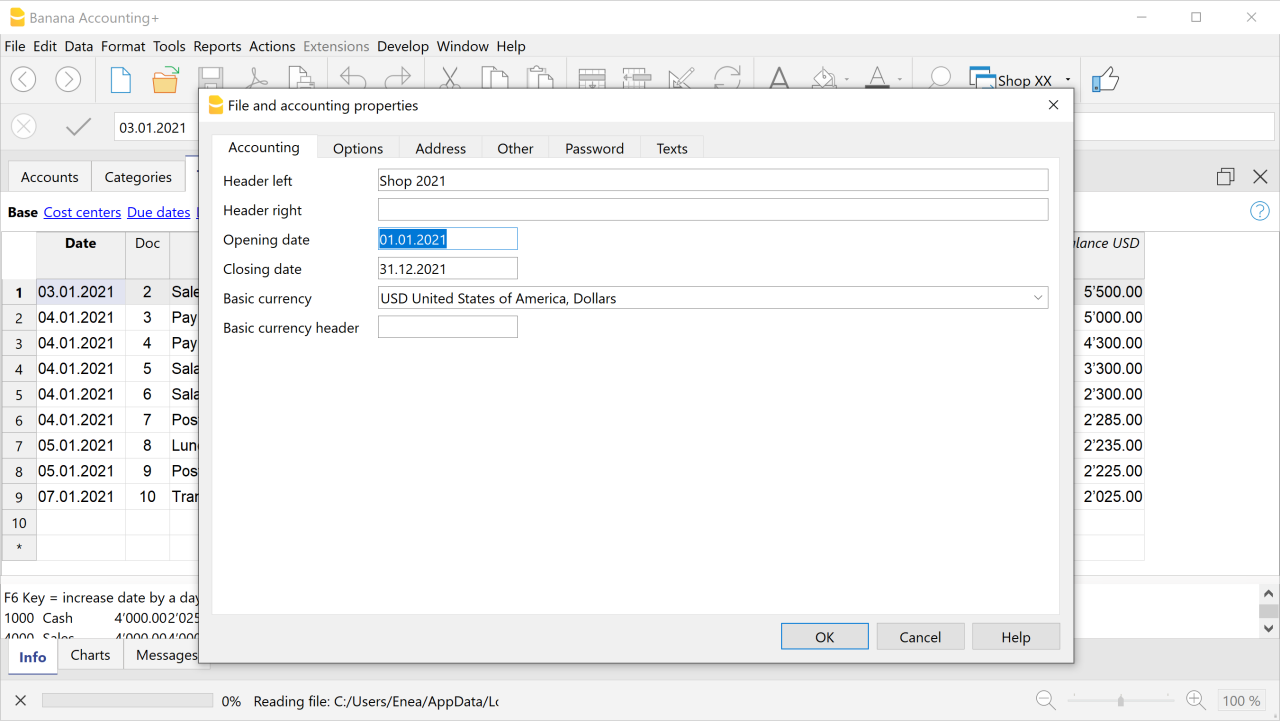 Banana Accounting+
File Edit Data Format Tools Reports Actions Extensions Develop Window Help
Shop XX
03.01.2021
File and accounting properties
Accounting Options Address Other Password Texts
Header left Shop 2021
Header right
Opening date 01.01.2021
Closing date 31.12.2021
Basic currency USD United States of America, Dollars
Basic currency header
OK Cancel Help
Accounts Categories
Base Cost centers Due dates
Date Doc lance USD
1 03.01.2021 2 Sale 5'500.00
2 04.01.2021 3 Pay 5'000.00
3 04.01.2021 4 Pay 4'300.00
4 04.01.2021 5 Sala 3'300.00
5 04.01.2021 6 Sala 2'300.00
6 04.01.2021 7 Pos 2'285.00
7 05.01.2021 8 Lun 2'235.00
8 05.01.2021 9 Pos 2'225.00
9 07.01.2021 10 Tran 2'025.00
10
*
F6 Key = increase date by a day
1000 Cash 4'000.00 2'025
4000 Sales 4'000.00
Info Charts Messages
0% Reading file: C:/Users/Enea/AppData/Lo
100 %